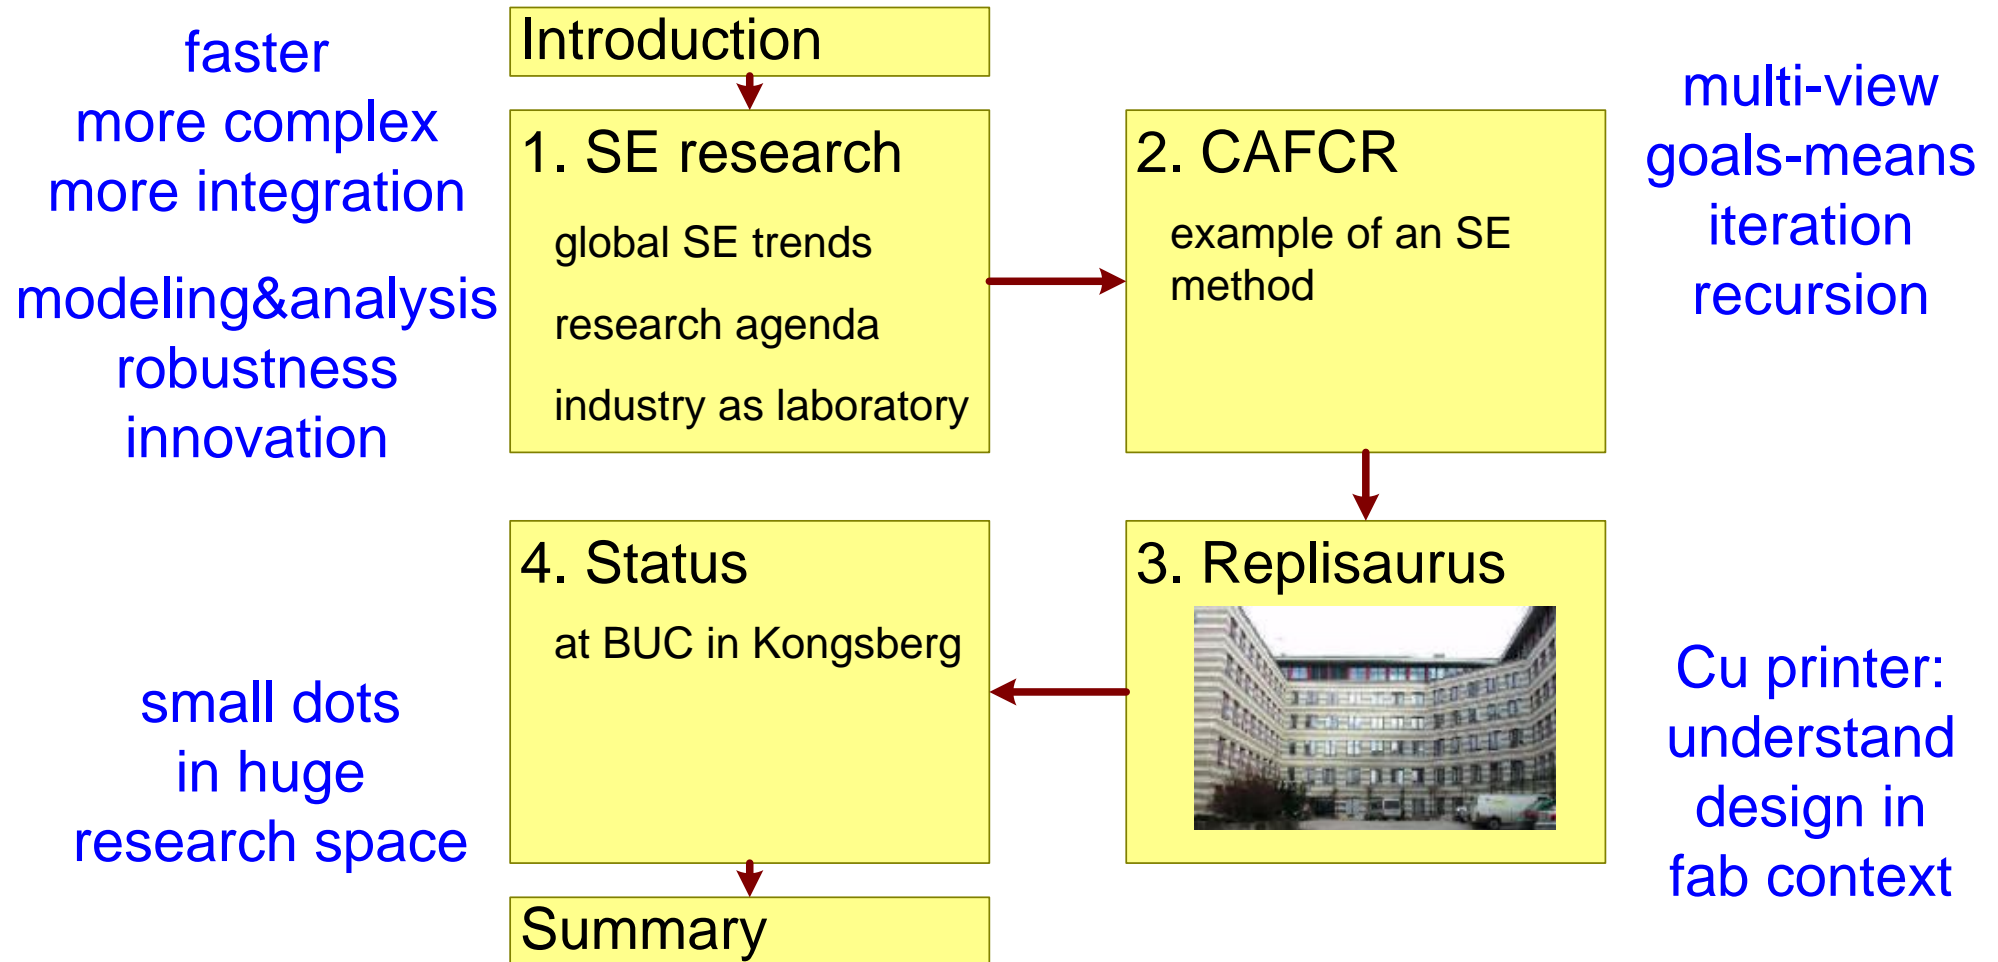 Introduction
faster
more complex
more integration
modeling&analysis
robustness
innovation
1. SE research
global SE trends
research agenda
industry as laboratory
2. CAFCR
example of an SE
method
multi-view
goals-means
iteration
recursion
3. Replisaurus
Cu printer:
understand
design in
fab context
4. Status
at BUC in Kongsberg
small dots
in huge
research space
Summary